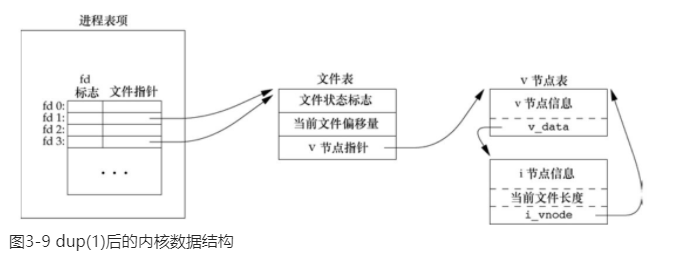 进程表项
fd
标志 文件指针
fd 0:
fd 1:
fd 2:
fd 3:
...
文件表
文件状态标志
当前文件偏移量
v 节点指针
v 节点表
v 节点信息
v_data
i 节点信息
当前文件长度
i_vnode
图3-9 dup(1)后的内核数据结构